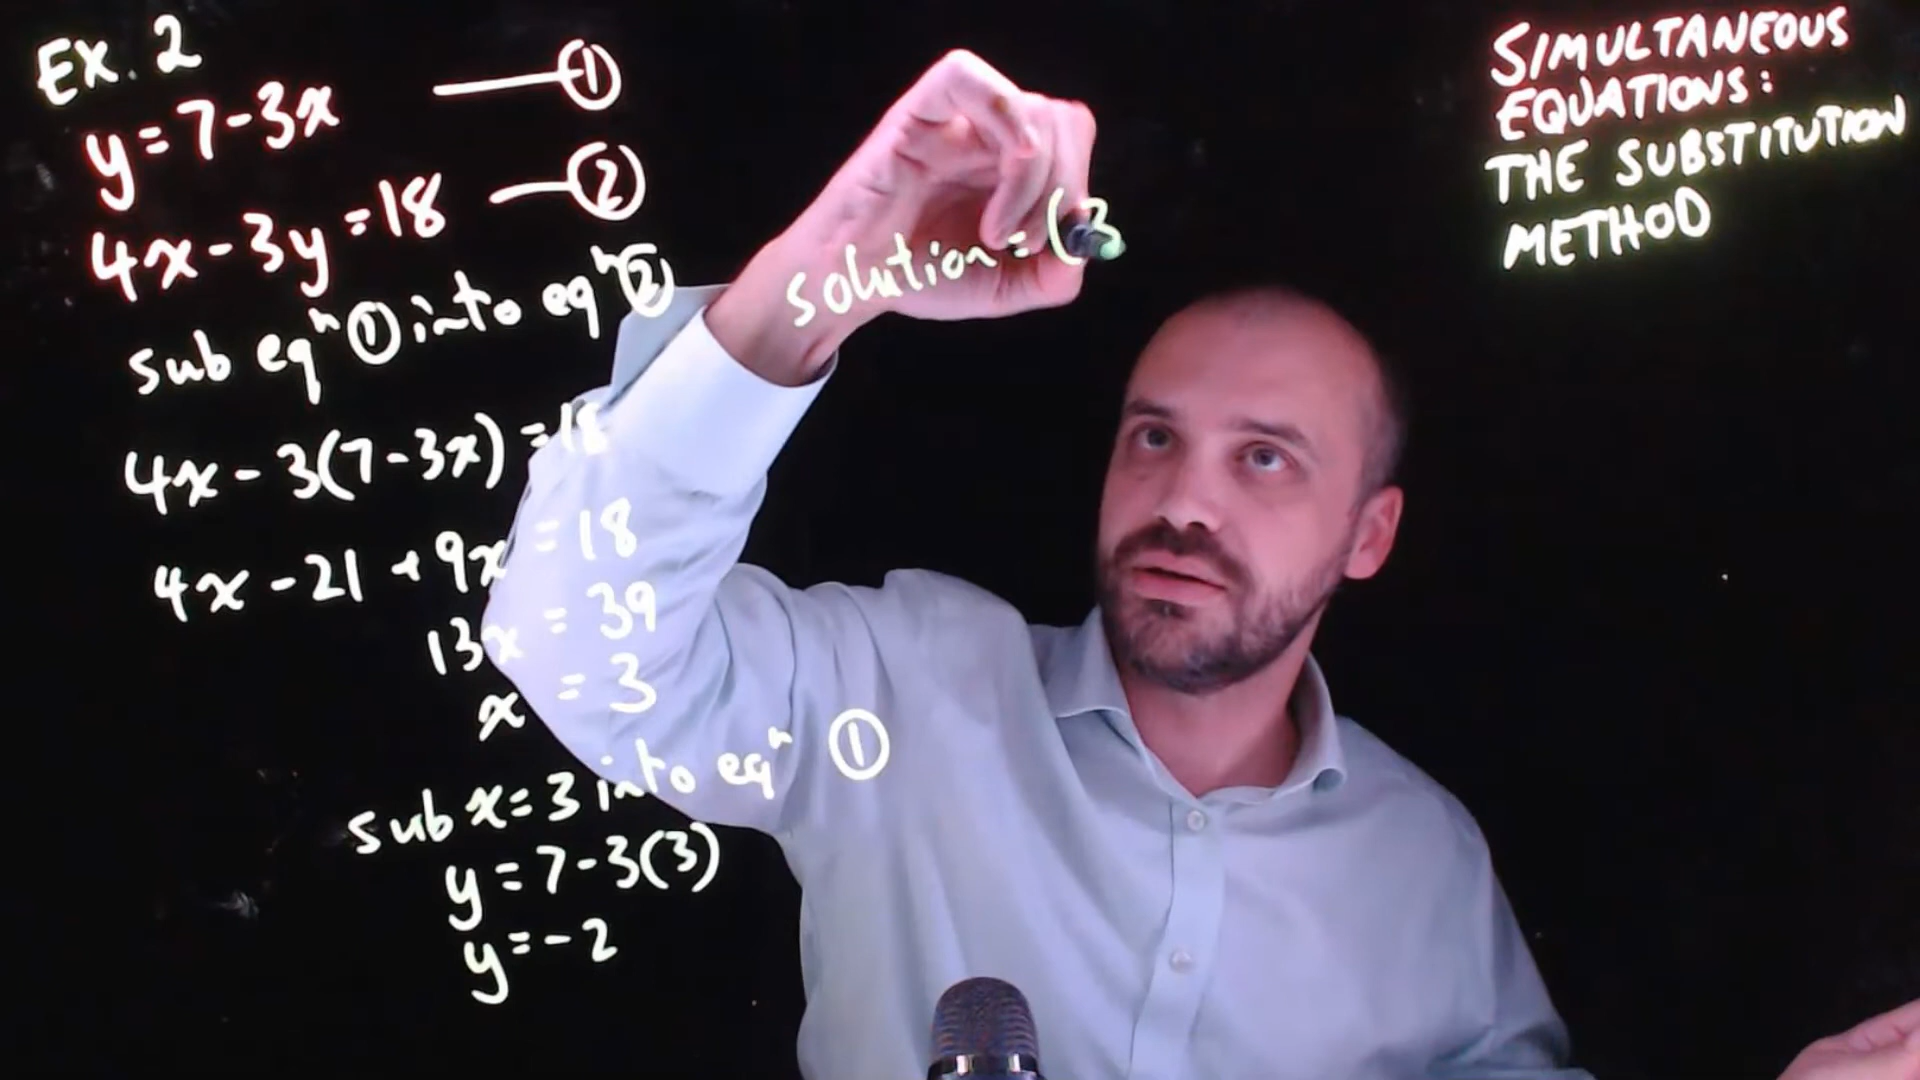 Ex. 2
y = 7 - 3x — ①
4x - 3y = 18 — ②
sub eqⁿ ① into eqⁿ ②
4x - 3(7 - 3x) = 18
4x - 21 + 9x = 18
13x = 39
x = 3
sub x = 3 into eqⁿ ①
y = 7 - 3(3)
y = -2
solution = (3
SIMULTANEOUS
EQUATIONS:
THE SUBSTITUTION
METHOD